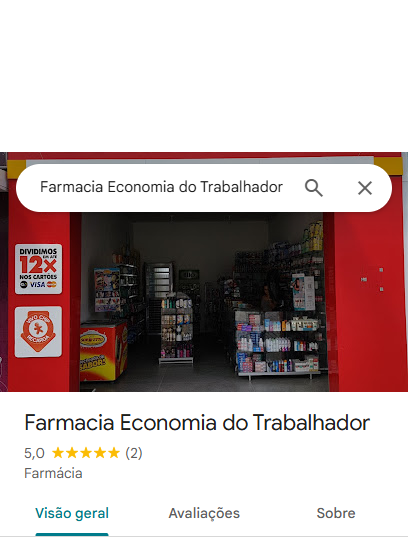 Farmacia Economia do Trabalhador
DIVIDIMOS
EM ATÉ
12X
NOS CARTÕES
VISA
Farmacia Economia do Trabalhador
5,0 (2)
Farmácia
Visão geral
Avaliações
Sobre